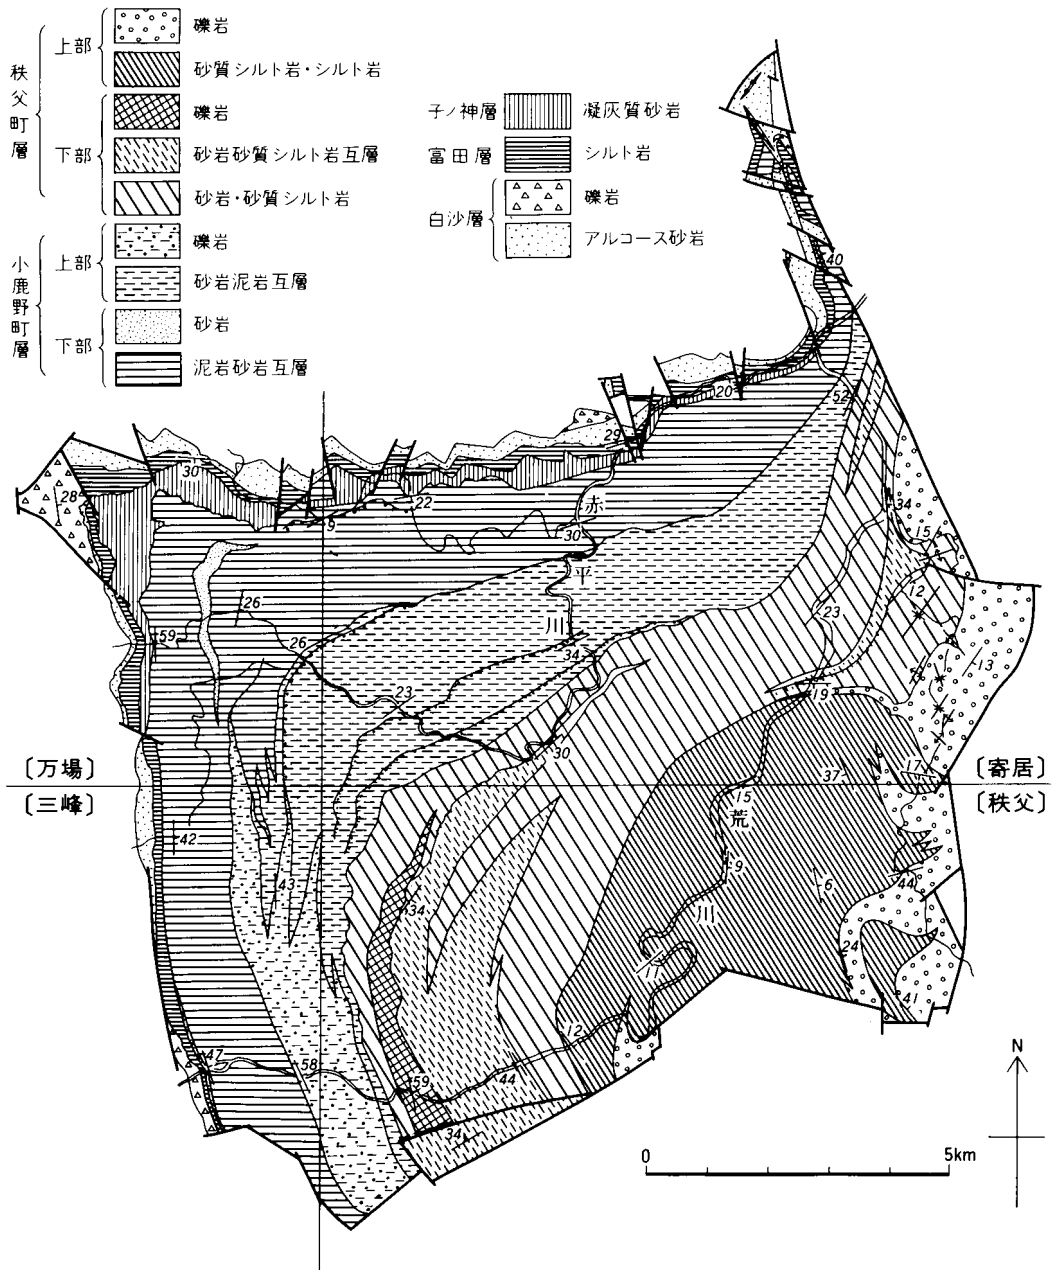 秩父町層
上部
礫岩
砂質シルト岩・シルト岩
下部
礫岩
砂岩砂質シルト岩互層
砂岩・砂質シルト岩
小鹿野町層
上部
礫岩
砂岩泥岩互層
下部
砂岩
泥岩砂岩互層
子ノ神層
凝灰質砂岩
富田層
シルト岩
白沙層
礫岩
アルコース砂岩
40
52
20
29
30
28
22
9
赤
30
平
川
34
34
15
12
23
13
26
59
26
23
30
19
〔万場〕
〔三峰〕
37
17
〔寄居〕
〔秩父〕
15
荒
42
9
川
6
44
43
34
24
41
11
12
47
58
59
44
34
N
0
5km